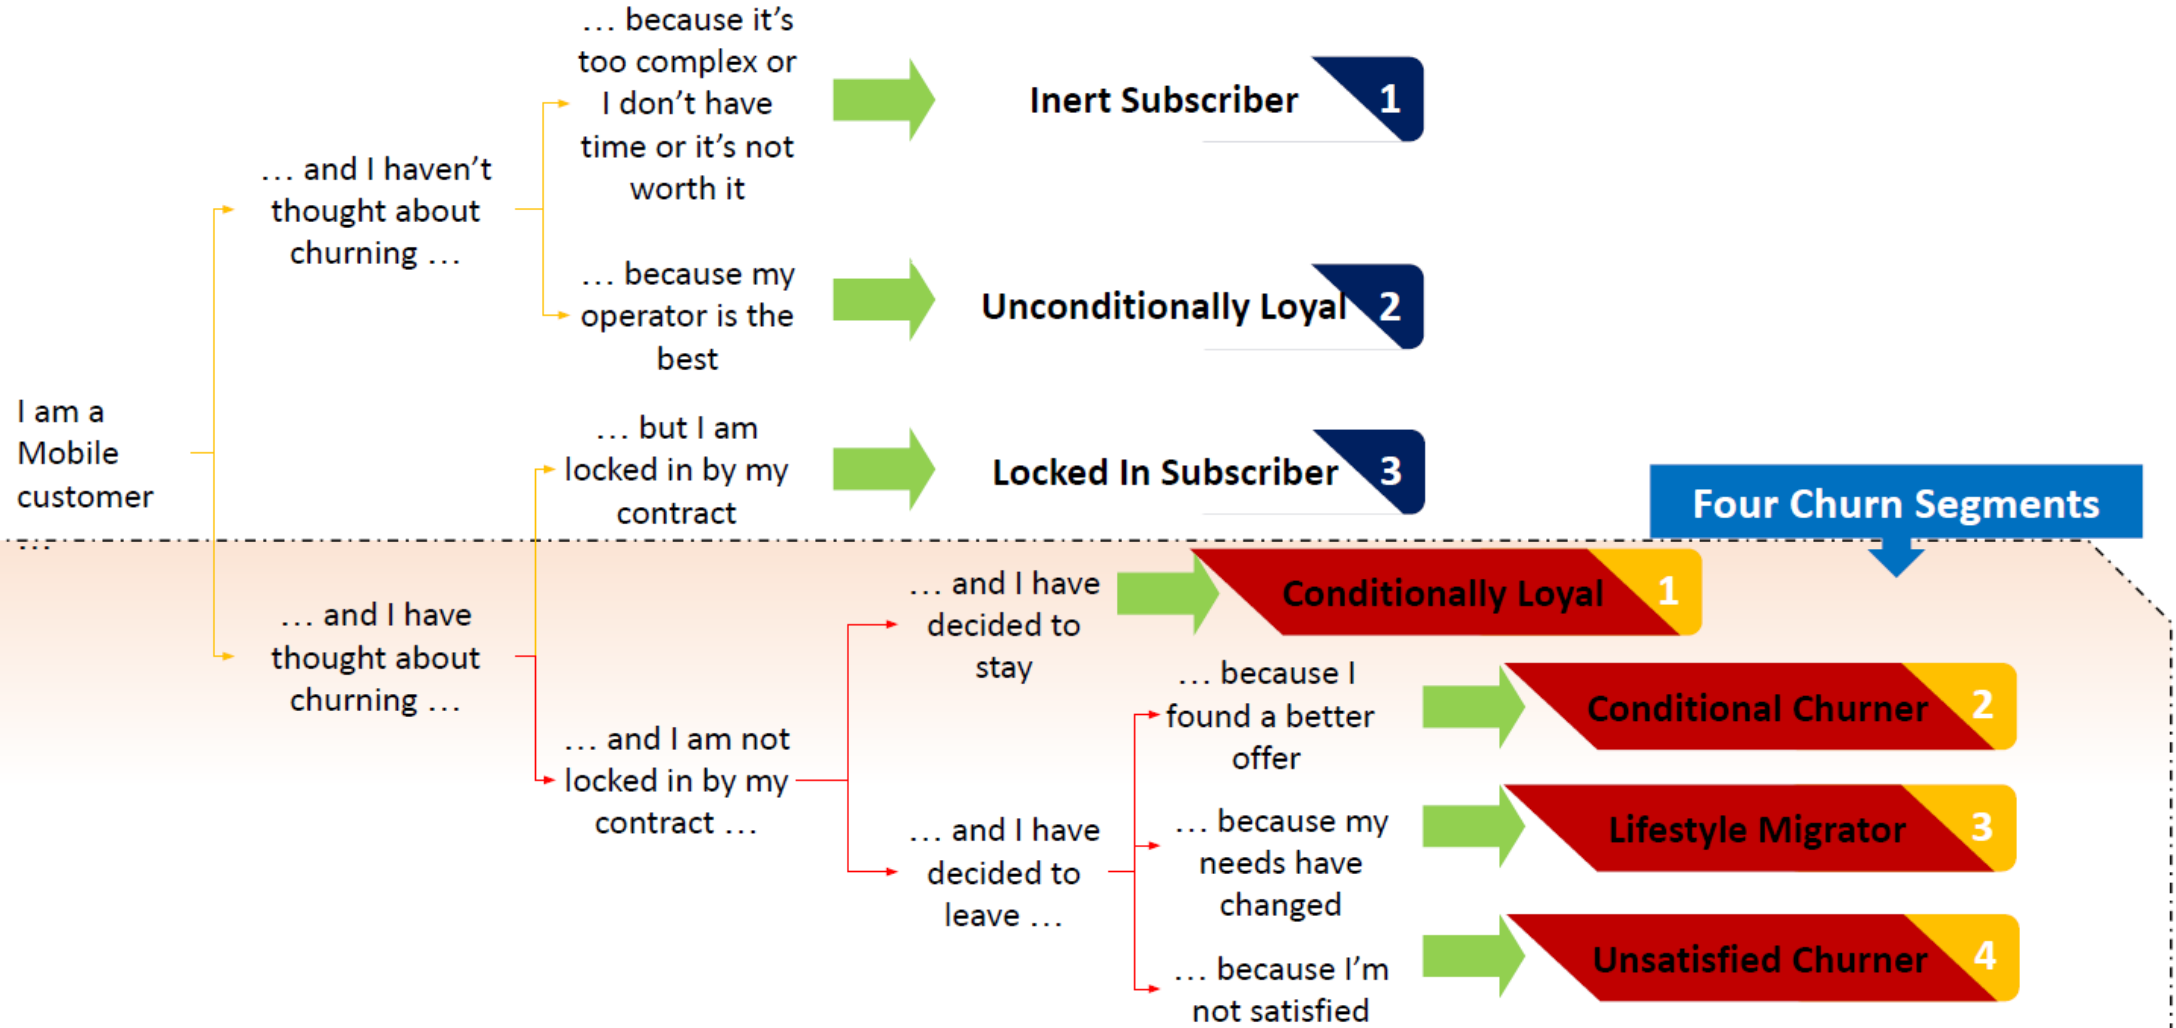 … because it’s
too complex or
I don’t have
time or it’s not
worth it
Inert Subscriber
1
… and I haven’t
thought about
churning …
… because my
operator is the
best
Unconditionally Loyal
2
I am a
Mobile
customer
…
… but I am
locked in by my
contract
Locked In Subscriber
3
Four Churn Segments
… and I have
thought about
churning …
… and I have
decided to
stay
Conditionally Loyal
1
… and I am not
locked in by my
contract …
… because I
found a better
offer
Conditional Churner
2
… and I have
decided to
leave …
… because my
needs have
changed
Lifestyle Migrator
3
… because I’m
not satisfied
Unsatisfied Churner
4